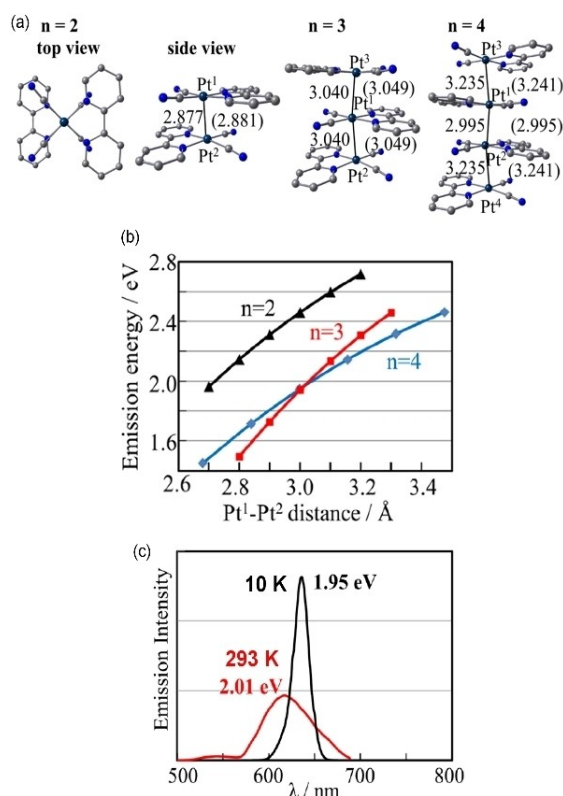 (a)
n = 2
top view
side view
n = 3
n = 4
Pt¹
2.877
(2.881)
Pt²
Pt³
3.040
(3.049)
Pt¹
3.040
(3.049)
Pt²
Pt³
3.235
(3.241)
Pt¹
2.995
(2.995)
Pt²
3.235
(3.241)
Pt⁴
(b)
Emission energy / eV
2.8
2.4
2.0
1.6
n=2
n=3
n=4
2.6 2.8 3.0 3.2 3.4
Pt¹-Pt² distance / Å
(c)
Emission Intensity
10 K 1.95 eV
293 K
2.01 eV
500 600 700 800
λ / nm